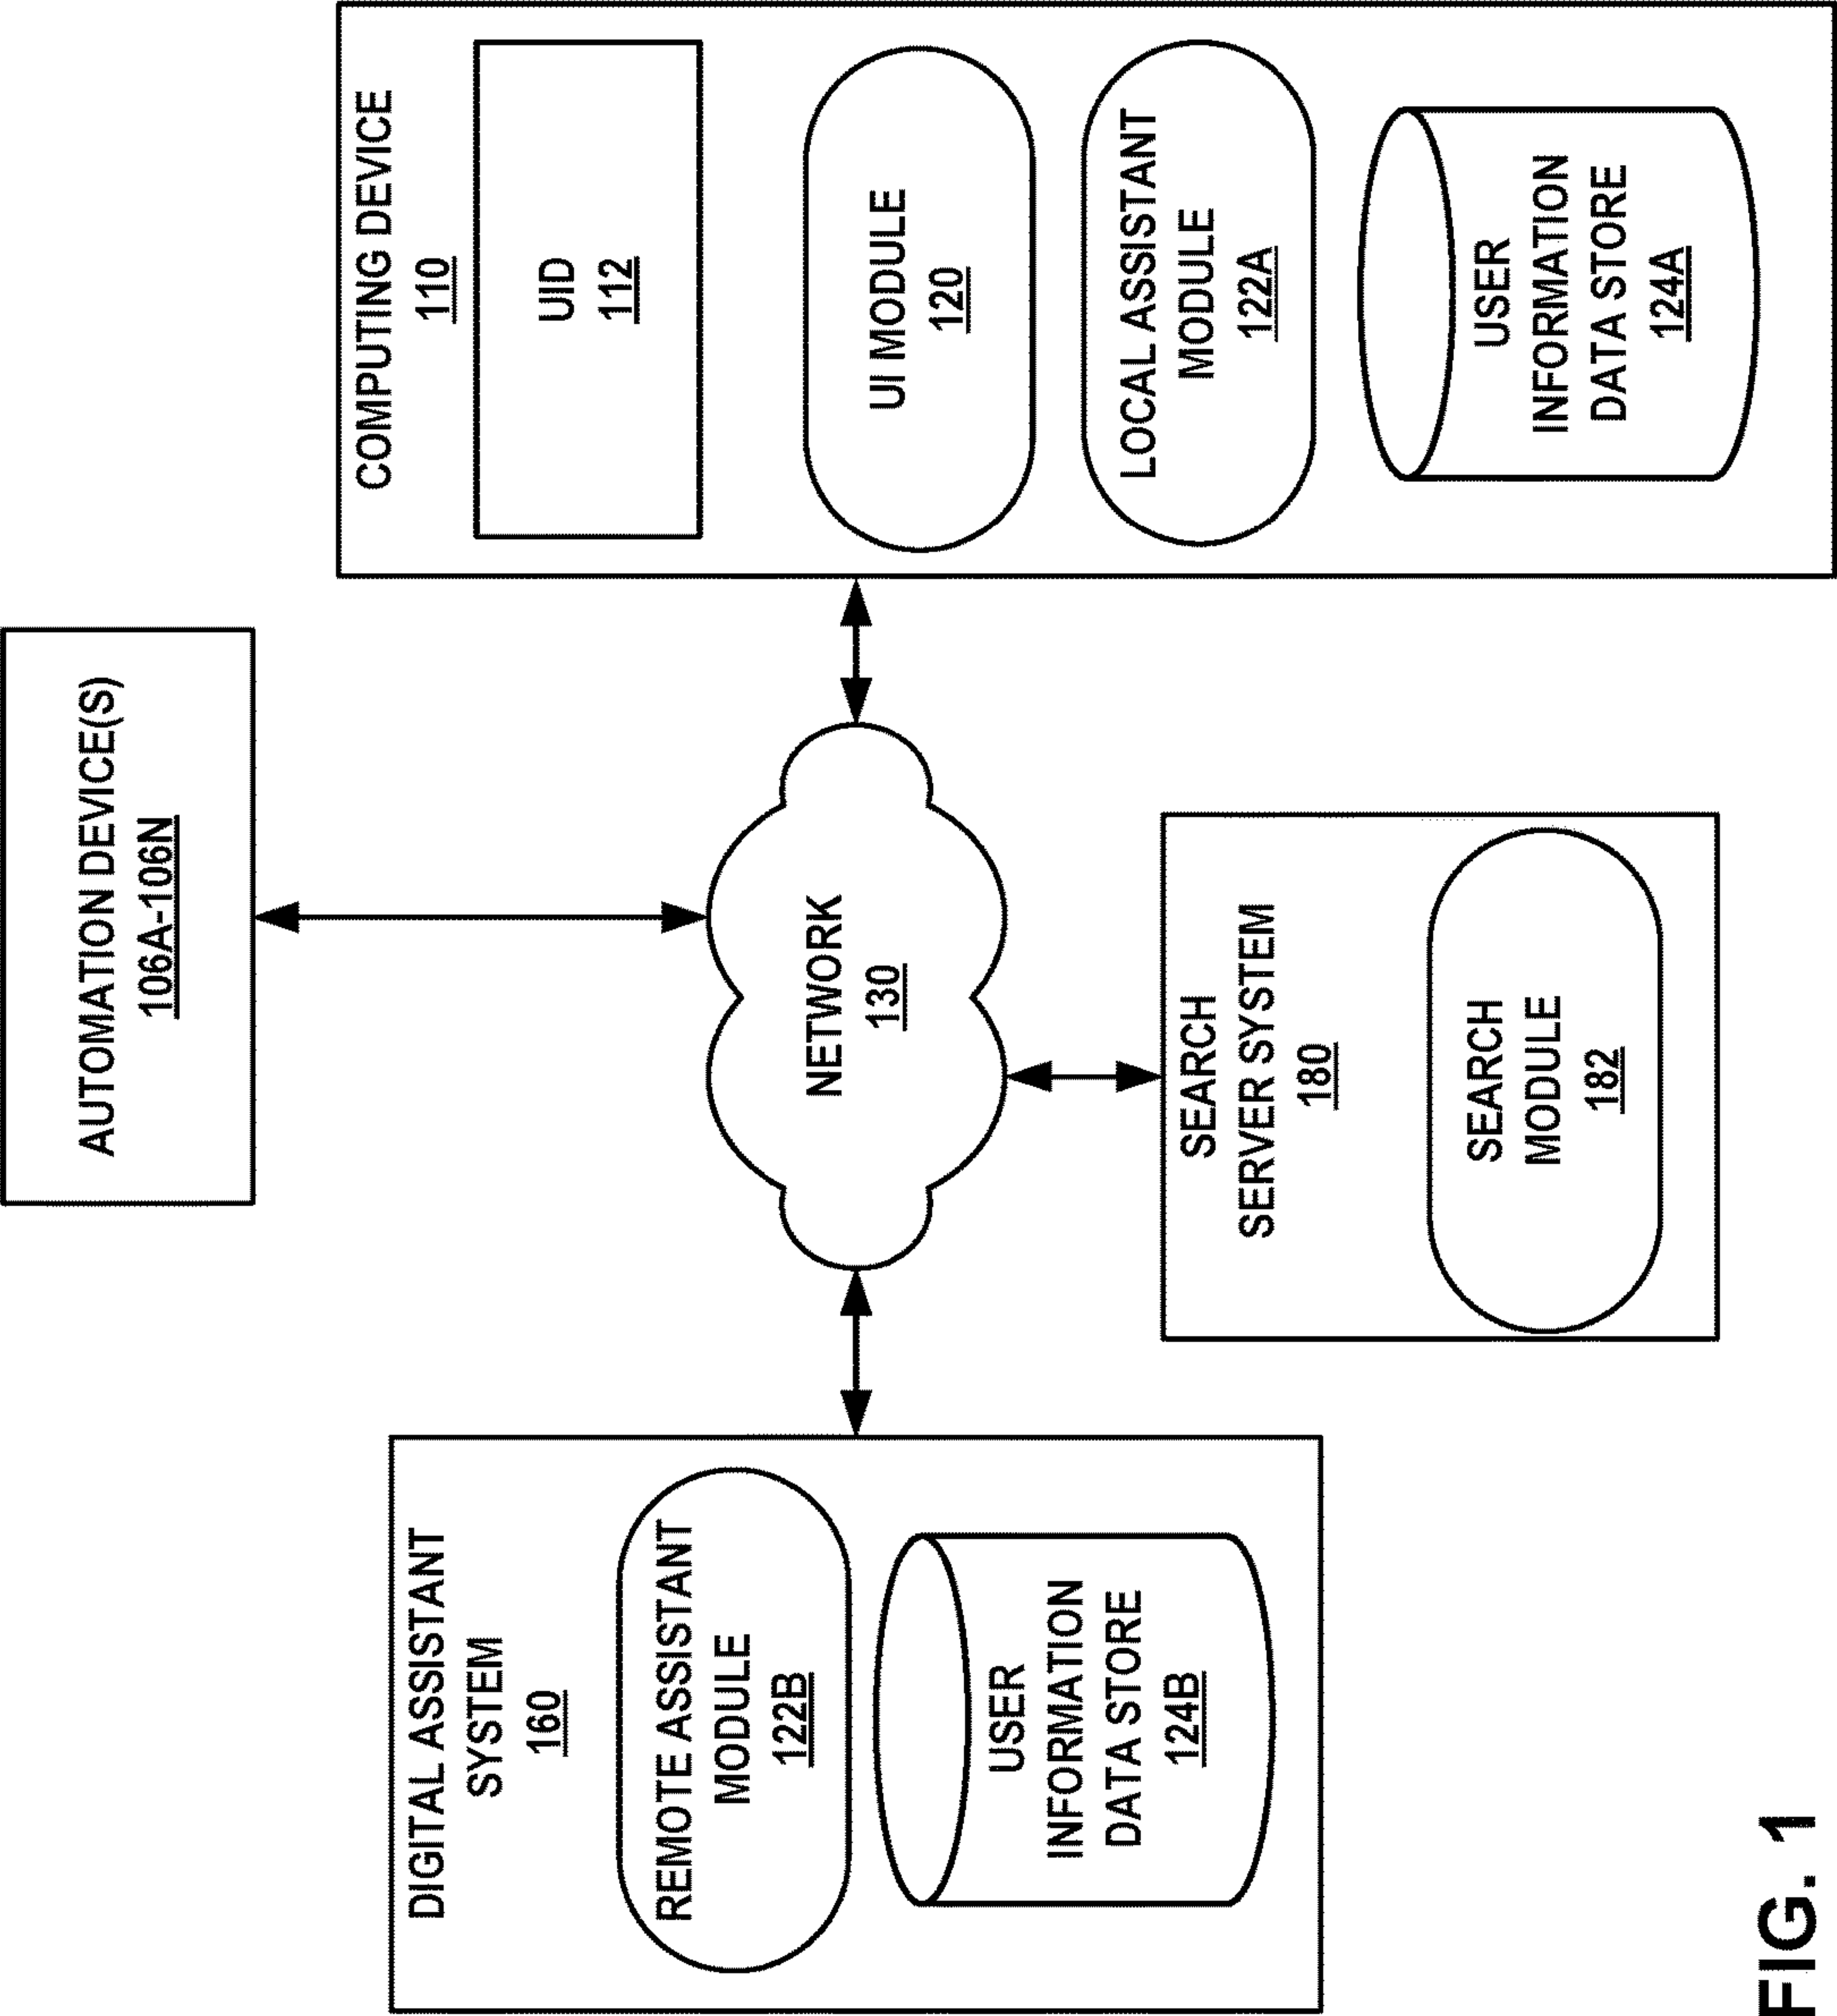 DIGITAL ASSISTANT
SYSTEM
160
REMOTE ASSISTANT
MODULE
122B
USER
INFORMATION
DATA STORE
124B
AUTOMATION DEVICE(S)
106A-106N
NETWORK
130
SEARCH
SERVER SYSTEM
180
SEARCH
MODULE
182
COMPUTING DEVICE
110
UID
112
UI MODULE
120
LOCAL ASSISTANT
MODULE
122A
USER
INFORMATION
DATA STORE
124A
FIG. 1